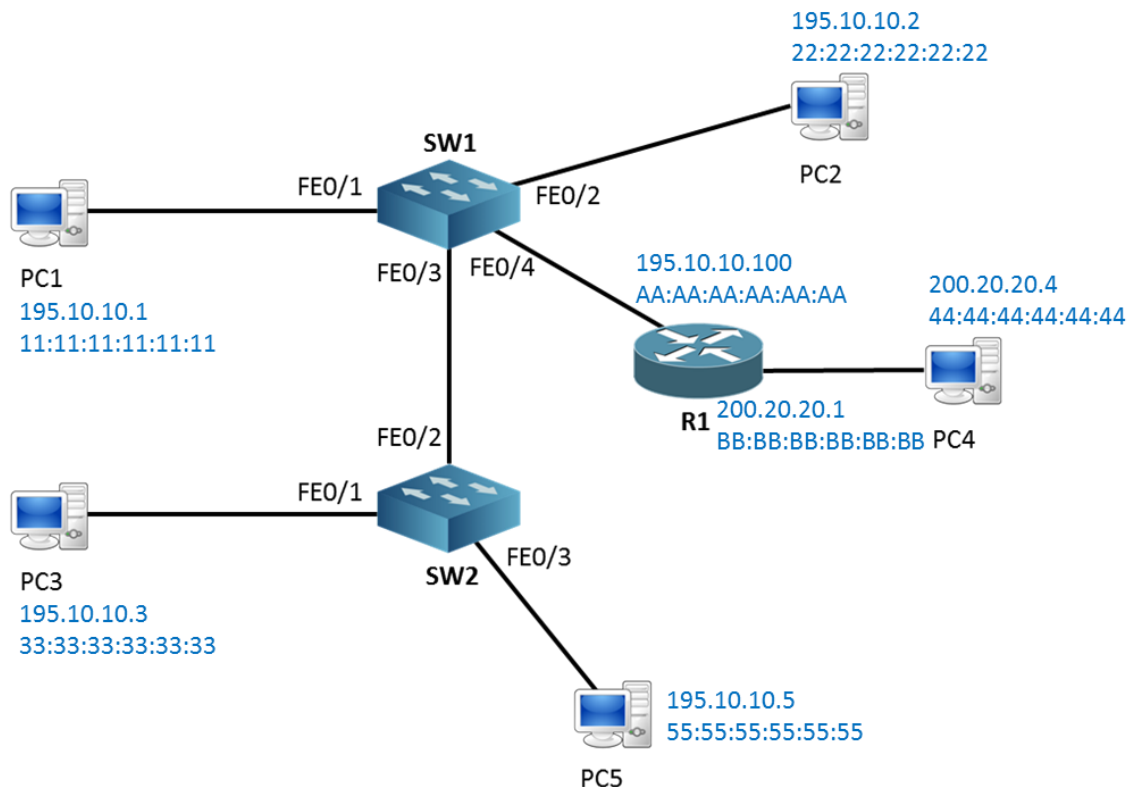 195.10.10.2
22:22:22:22:22:22
PC2
SW1
FE0/1
FE0/2
FE0/3
FE0/4
PC1
195.10.10.1
11:11:11:11:11:11
195.10.10.100
AA:AA:AA:AA:AA:AA
200.20.20.4
44:44:44:44:44:44
200.20.20.1
BB:BB:BB:BB:BB:BB
R1
PC4
FE0/2
FE0/1
FE0/3
SW2
PC3
195.10.10.3
33:33:33:33:33:33
195.10.10.5
55:55:55:55:55:55
PC5